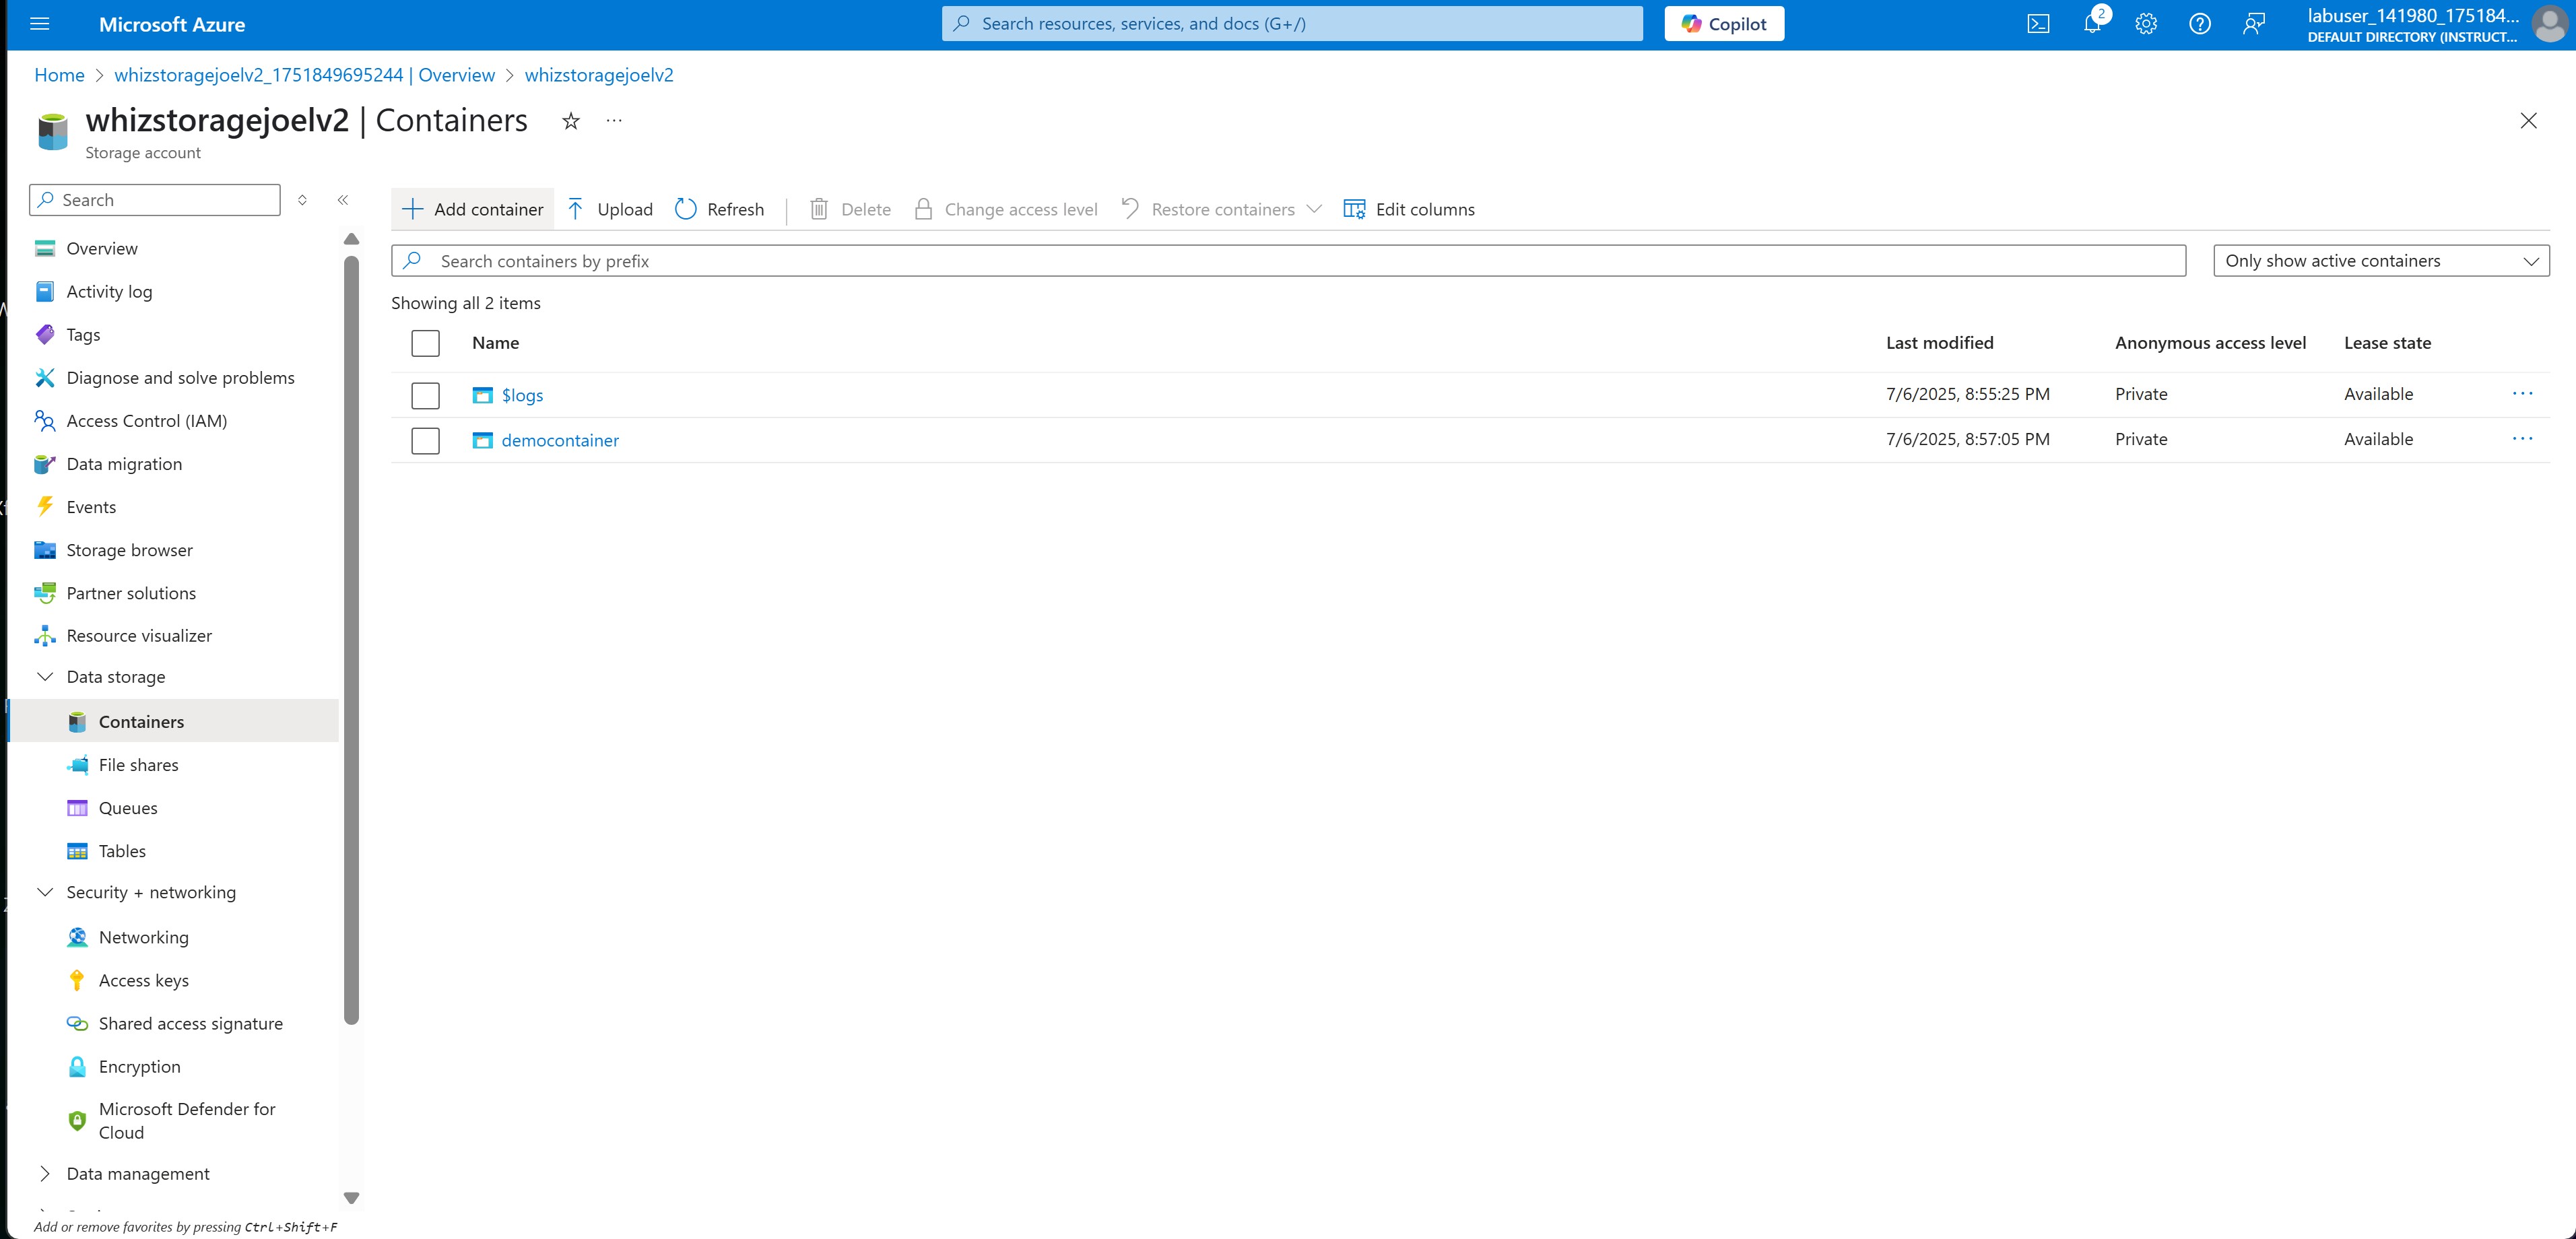 Microsoft Azure
Search resources, services, and docs (G+/)
Copilot
2
labuser_141980_175184...
DEFAULT DIRECTORY (INSTRUCT...
Home > whizstoragejoelv2_1751849695244 | Overview > whizstoragejoelv2
whizstoragejoelv2 | Containers
Storage account
Search
Overview
Activity log
Tags
Diagnose and solve problems
Access Control (IAM)
Data migration
Events
Storage browser
Partner solutions
Resource visualizer
Data storage
Containers
File shares
Queues
Tables
Security + networking
Networking
Access keys
Shared access signature
Encryption
Microsoft Defender for
Cloud
Data management
Add or remove favorites by pressing Ctrl+Shift+F
Add container Upload Refresh Delete Change access level Restore containers Edit columns
Search containers by prefix
Only show active containers
Showing all 2 items
Name Last modified Anonymous access level Lease state
$logs 7/6/2025, 8:55:25 PM Private Available
democontainer 7/6/2025, 8:57:05 PM Private Available